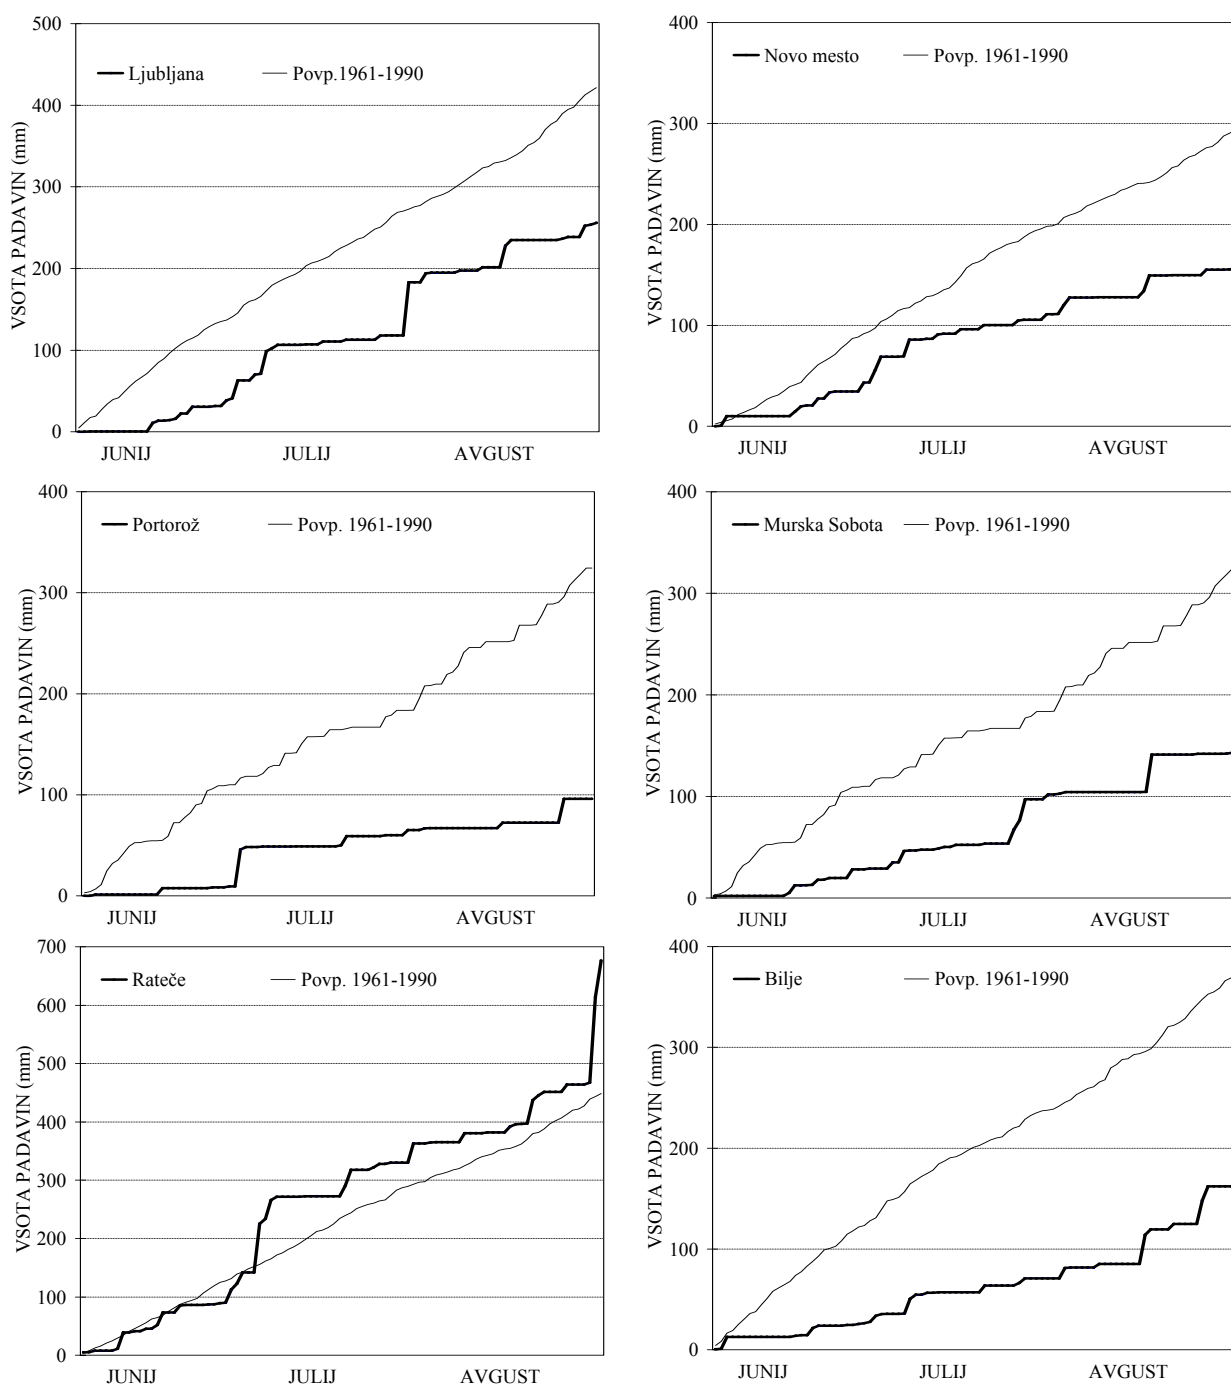 VSOTA PADAVIN (mm)
500
400
300
200
100
0
Ljubljana Povp.1961-1990
JUNIJ JULIJ AVGUST
VSOTA PADAVIN (mm)
400
300
200
100
0
Novo mesto Povp. 1961-1990
JUNIJ JULIJ AVGUST
VSOTA PADAVIN (mm)
400
300
200
100
0
Portorož Povp. 1961-1990
JUNIJ JULIJ AVGUST
VSOTA PADAVIN (mm)
400
300
200
100
0
Murska Sobota Povp. 1961-1990
JUNIJ JULIJ AVGUST
VSOTA PADAVIN (mm)
700
600
500
400
300
200
100
0
Rateče Povp. 1961-1990
JUNIJ JULIJ AVGUST
VSOTA PADAVIN (mm)
400
300
200
100
0
Bilje Povp. 1961-1990
JUNIJ JULIJ AVGUST